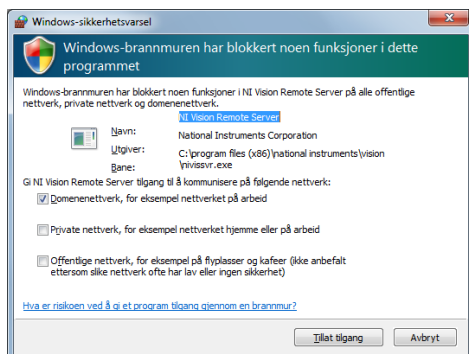 Windows-sikkerhetsvarsel
Windows-brannmuren har blokkert noen funksjoner i dette
programmet
Windows-brannmuren har blokkert noen funksjoner i NI Vision Remote Server på alle offentlige
nettverk, private nettverk og domenenettverk.
NI Vision Remote Server
Navn:
National Instruments Corporation
Utgiver:
C:\program files (x86)\national instruments\vision
\nivissvr.exe
Bane:
Gi NI Vision Remote Server tilgang til å kommunisere på følgende nettverk:
Domenenettverk, for eksempel nettverket på arbeid
Private nettverk, for eksempel nettverket hjemme eller på arbeid
Offentlige nettverk, for eksempel på flyplasser og kafeer (ikke anbefalt
ettersom slike nettverk ofte har lav eller ingen sikkerhet)
Hva er risikoen ved å gi et program tilgang gjennom en brannmur?
Tillat tilgang
Avbryt